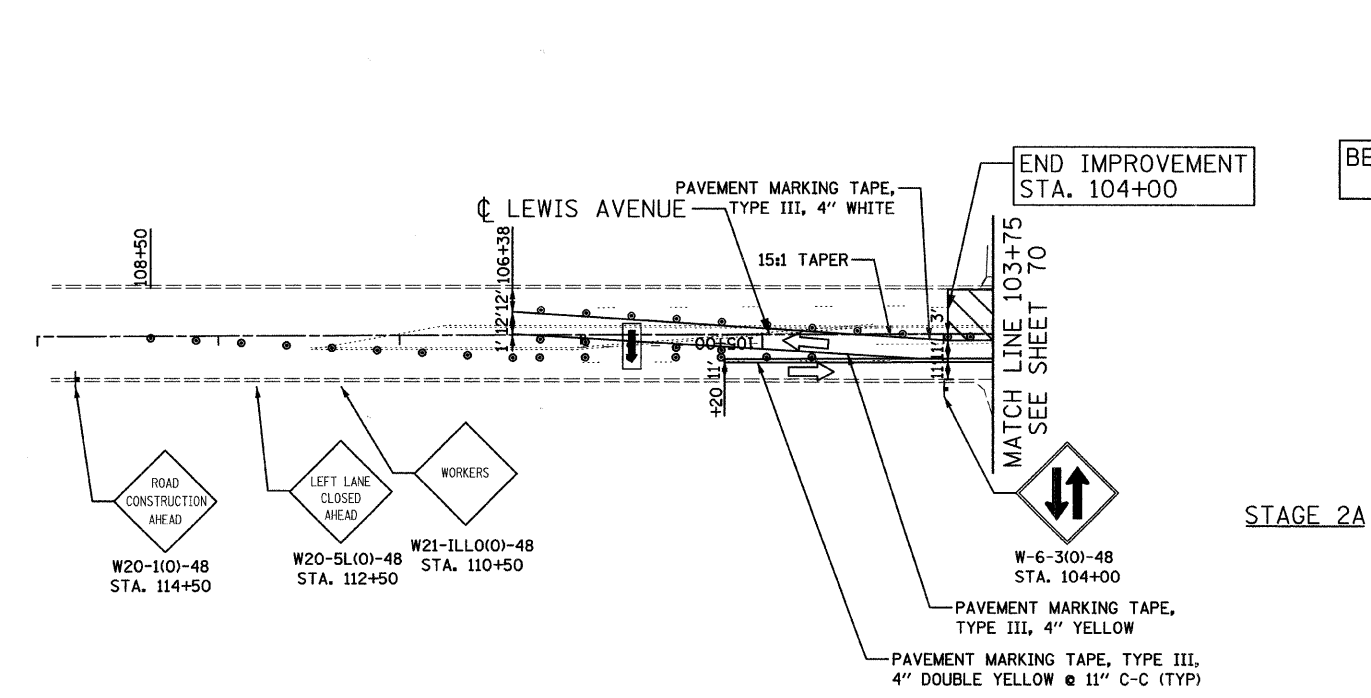 END IMPROVEMENT
STA. 104+00
BE
PAVEMENT MARKING TAPE,
TYPE III, 4" WHITE
℄ LEWIS AVENUE
15:1 TAPER
108+50
106+38
12'
12'
1'
105+00
+20
11'
3'
11'
11'
MATCH LINE 103+75
SEE SHEET 70
ROAD
CONSTRUCTION
AHEAD
W20-1(O)-48
STA. 114+50
LEFT LANE
CLOSED
AHEAD
W20-5L(O)-48
STA. 112+50
WORKERS
W21-ILLO(O)-48
STA. 110+50
W-6-3(O)-48
STA. 104+00
STAGE 2A
PAVEMENT MARKING TAPE,
TYPE III, 4" YELLOW
PAVEMENT MARKING TAPE, TYPE III,
4" DOUBLE YELLOW @ 11" C-C (TYP)